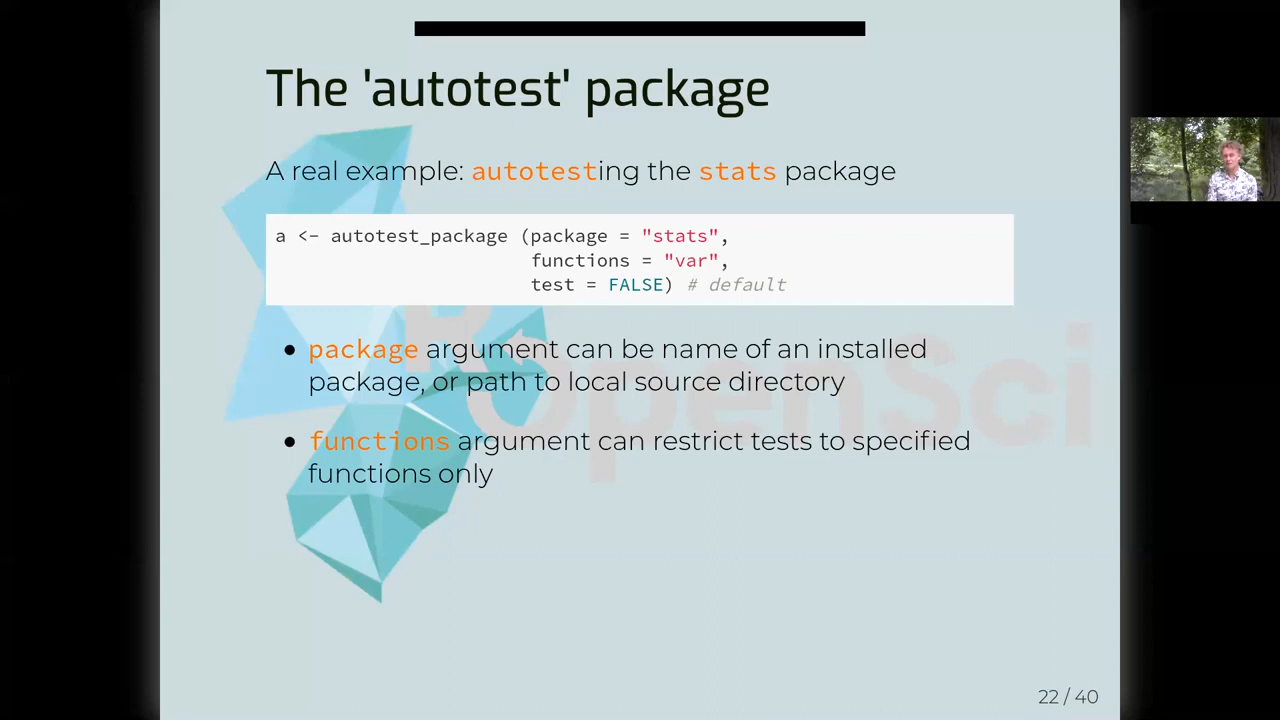 The 'autotest' package
A real example: autotesting the stats package
a <- autotest_package (package = "stats",
functions = "var",
test = FALSE) # default
• package argument can be name of an installed
package, or path to local source directory
• functions argument can restrict tests to specified
functions only
ROpenSci
22 / 40